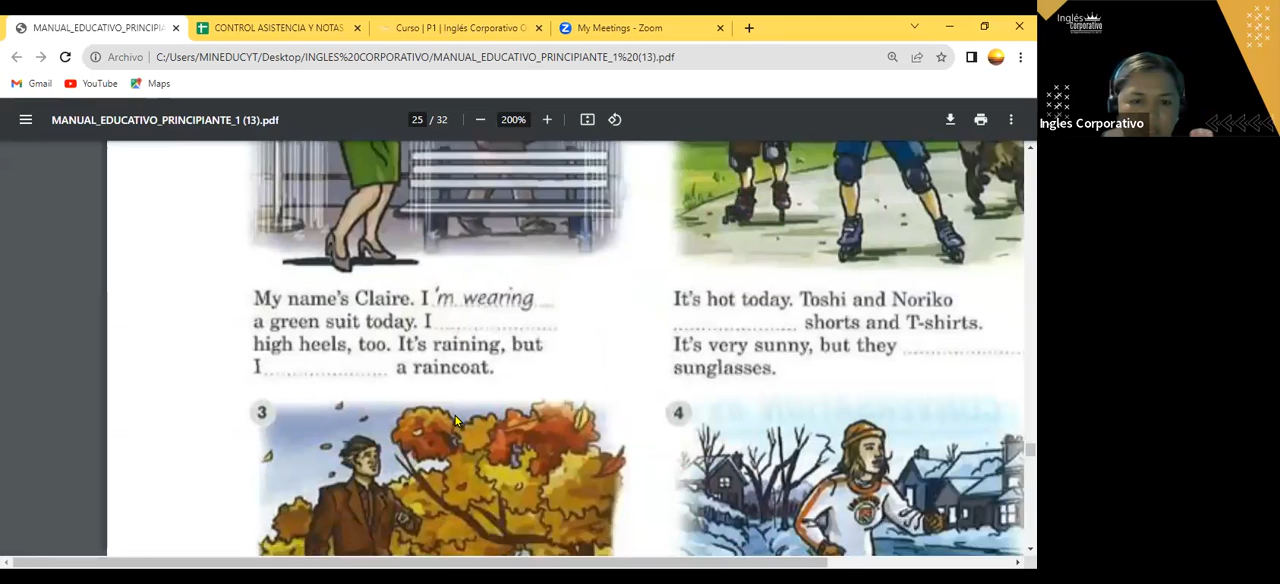 MANUAL_EDUCATIVO_PRINCIPIA
CONTROL ASISTENCIA Y NOTAS
Curso | P1 | Inglés Corporativo
My Meetings - Zoom
Archivo
C:/Users/MINEDUCYT/Desktop/INGLES%20CORPORATIVO/MANUAL_EDUCATIVO_PRINCIPIANTE_1%20(13).pdf
Gmail
YouTube
Maps
MANUAL_EDUCATIVO_PRINCIPIANTE_1 (13).pdf
25 / 32
200%
Inglés
Corporativo
Ingles Corporativo
My name's Claire. I 'm wearing
a green suit today. I
high heels, too. It's raining, but
I a raincoat.
It's hot today. Toshi and Noriko
shorts and T-shirts.
It's very sunny, but they
sunglasses.
3
4